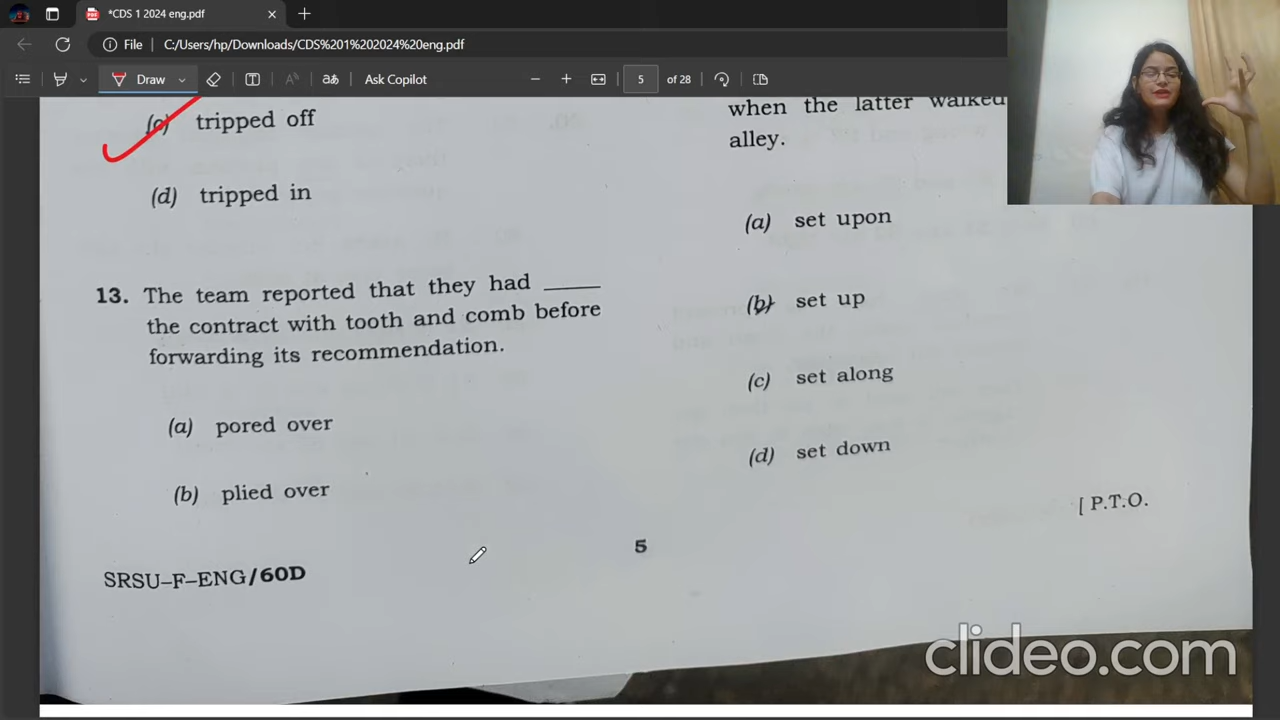 *CDS 1 2024 eng.pdf
File C:/Users/hp/Downloads/CDS%201%202024%20eng.pdf
Draw
Ask Copilot
5 of 28
(c) tripped off
(d) tripped in
13. The team reported that they had ____
the contract with tooth and comb before
forwarding its recommendation.
(a) pored over
(b) plied over
SRSU–F–ENG/60D
when the latter walked
alley.
(a) set upon
(b) set up
(c) set along
(d) set down
[ P.T.O.
5
clideo.com